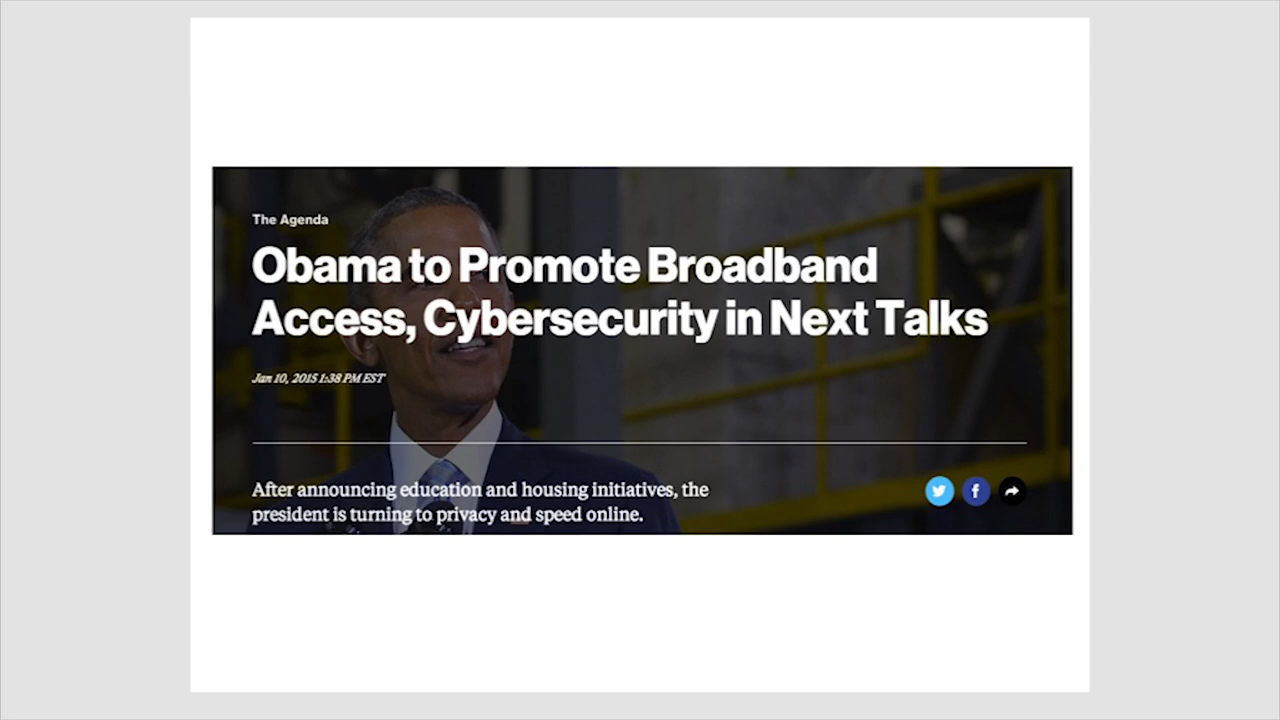 The Agenda
Obama to Promote Broadband
Access, Cybersecurity in Next Talks
Jan 10, 2015 1:38 PM EST
After announcing education and housing initiatives, the
president is turning to privacy and speed online.